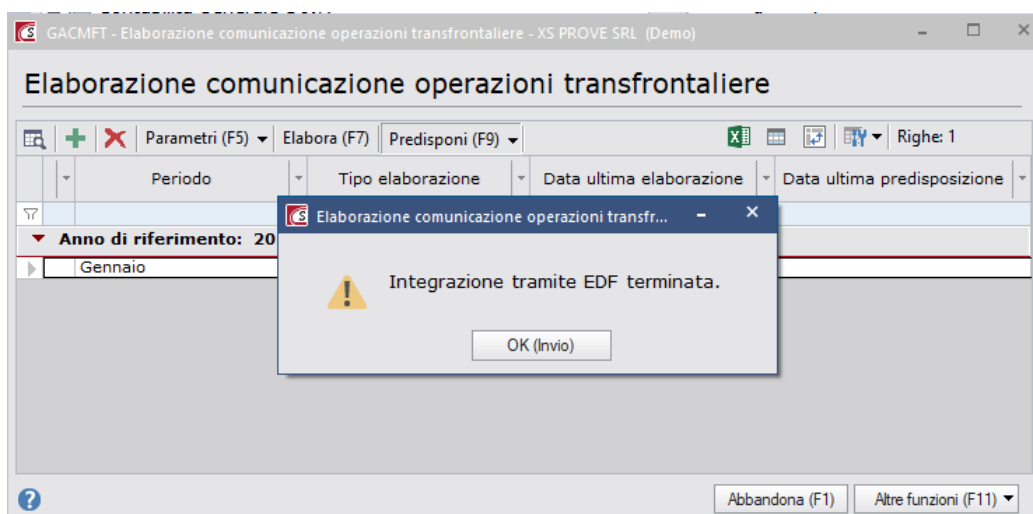 GACMFT - Elaborazione comunicazione operazioni transfrontaliere - XS PROVE SRL (Demo)
Elaborazione comunicazione operazioni transfrontaliere
Parametri (F5) Elabora (F7) Predisponi (F9) Righe: 1
Periodo Tipo elaborazione Data ultima elaborazione Data ultima predisposizione
Elaborazione comunicazione operazioni transfr...
Anno di riferimento: 20
Gennaio
Integrazione tramite EDF terminata.
OK (Invio)
Abbandona (F1) Altre funzioni (F11)